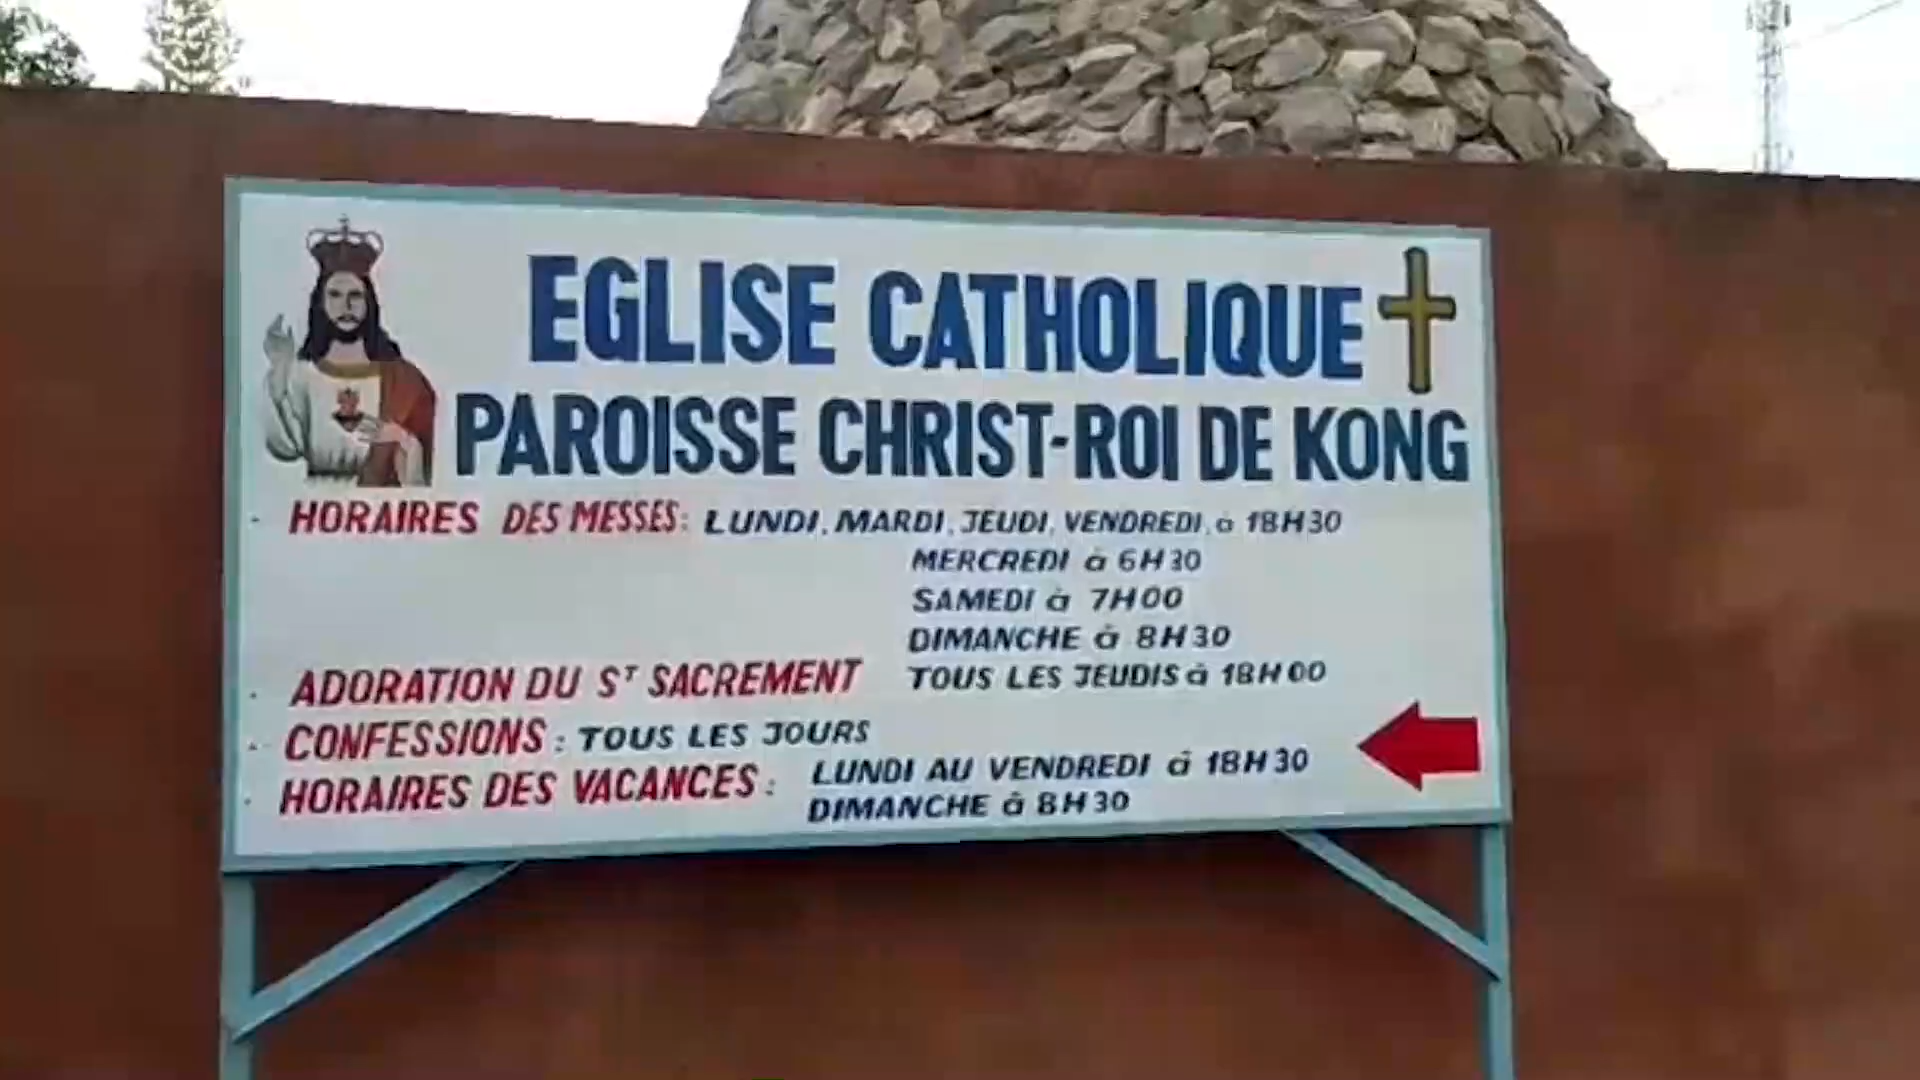 EGLISE CATHOLIQUE
PAROISSE CHRIST-ROI DE KONG
- HORAIRES DES MESSES: LUNDI, MARDI, JEUDI, VENDREDI, à 18H30
MERCREDI à 6H30
SAMEDI à 7H00
DIMANCHE à 8H30
- ADORATION DU ST SACREMENT TOUS LES JEUDIS à 18H00
- CONFESSIONS : TOUS LES JOURS
- HORAIRES DES VACANCES : LUNDI AU VENDREDI à 18H30
DIMANCHE à 8H30